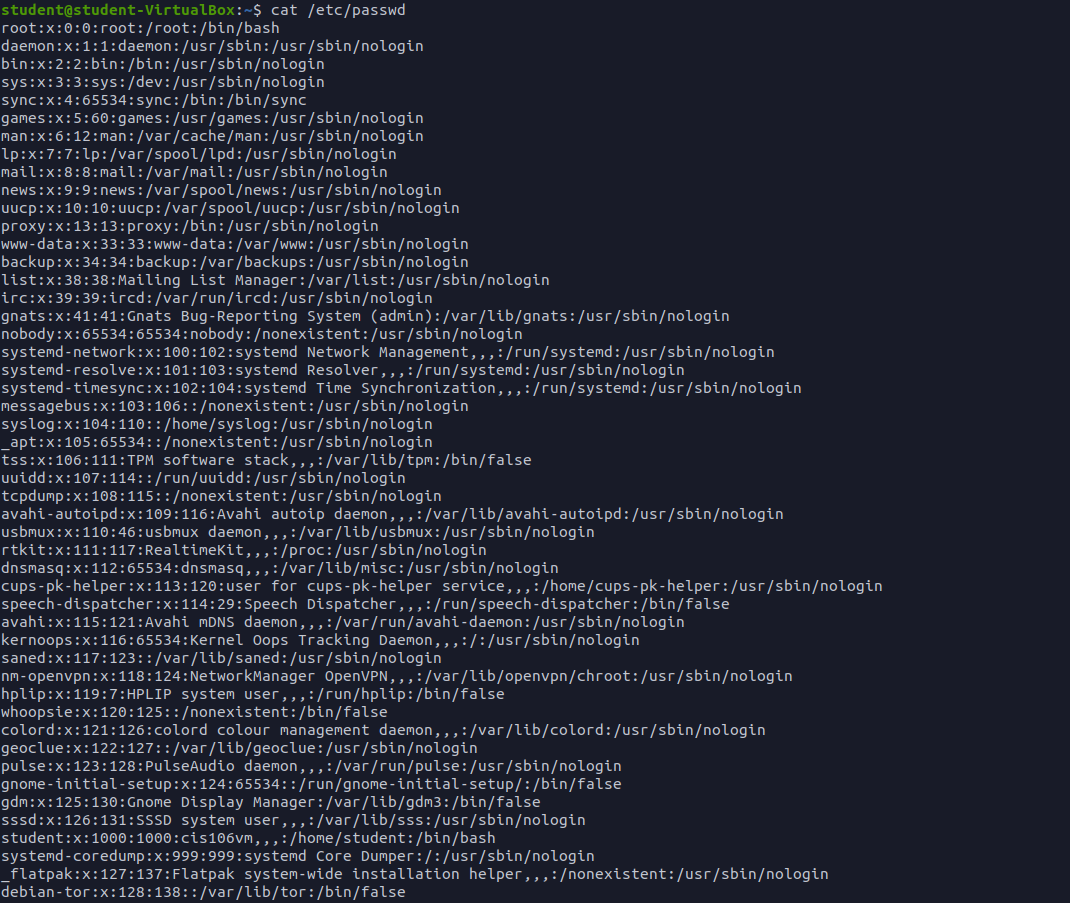 student@student-VirtualBox:~$ cat /etc/passwd
root:x:0:0:root:/root:/bin/bash
daemon:x:1:1:daemon:/usr/sbin:/usr/sbin/nologin
bin:x:2:2:bin:/bin:/usr/sbin/nologin
sys:x:3:3:sys:/dev:/usr/sbin/nologin
sync:x:4:65534:sync:/bin:/bin/sync
games:x:5:60:games:/usr/games:/usr/sbin/nologin
man:x:6:12:man:/var/cache/man:/usr/sbin/nologin
lp:x:7:7:lp:/var/spool/lpd:/usr/sbin/nologin
mail:x:8:8:mail:/var/mail:/usr/sbin/nologin
news:x:9:9:news:/var/spool/news:/usr/sbin/nologin
uucp:x:10:10:uucp:/var/spool/uucp:/usr/sbin/nologin
proxy:x:13:13:proxy:/bin:/usr/sbin/nologin
www-data:x:33:33:www-data:/var/www:/usr/sbin/nologin
backup:x:34:34:backup:/var/backups:/usr/sbin/nologin
list:x:38:38:Mailing List Manager:/var/list:/usr/sbin/nologin
irc:x:39:39:ircd:/var/run/ircd:/usr/sbin/nologin
gnats:x:41:41:Gnats Bug-Reporting System (admin):/var/lib/gnats:/usr/sbin/nologin
nobody:x:65534:65534:nobody:/nonexistent:/usr/sbin/nologin
systemd-network:x:100:102:systemd Network Management,,,:/run/systemd:/usr/sbin/nologin
systemd-resolve:x:101:103:systemd Resolver,,,:/run/systemd:/usr/sbin/nologin
systemd-timesync:x:102:104:systemd Time Synchronization,,,:/run/systemd:/usr/sbin/nologin
messagebus:x:103:106::/nonexistent:/usr/sbin/nologin
syslog:x:104:110::/home/syslog:/usr/sbin/nologin
_apt:x:105:65534::/nonexistent:/usr/sbin/nologin
tss:x:106:111:TPM software stack,,,:/var/lib/tpm:/bin/false
uuidd:x:107:114::/run/uuidd:/usr/sbin/nologin
tcpdump:x:108:115::/nonexistent:/usr/sbin/nologin
avahi-autoipd:x:109:116:Avahi autoip daemon,,,:/var/lib/avahi-autoipd:/usr/sbin/nologin
usbmux:x:110:46:usbmux daemon,,,:/var/lib/usbmux:/usr/sbin/nologin
rtkit:x:111:117:RealtimeKit,,,:/proc:/usr/sbin/nologin
dnsmasq:x:112:65534:dnsmasq,,,:/var/lib/misc:/usr/sbin/nologin
cups-pk-helper:x:113:120:user for cups-pk-helper service,,,:/home/cups-pk-helper:/usr/sbin/nologin
speech-dispatcher:x:114:29:Speech Dispatcher,,,:/run/speech-dispatcher:/bin/false
avahi:x:115:121:Avahi mDNS daemon,,,:/var/run/avahi-daemon:/usr/sbin/nologin
kernoops:x:116:65534:Kernel Oops Tracking Daemon,,,:/:/usr/sbin/nologin
saned:x:117:123::/var/lib/saned:/usr/sbin/nologin
nm-openvpn:x:118:124:NetworkManager OpenVPN,,,:/var/lib/openvpn/chroot:/usr/sbin/nologin
hplip:x:119:7:HPLIP system user,,,:/run/hplip:/bin/false
whoopsie:x:120:125::/nonexistent:/bin/false
colord:x:121:126:colord colour management daemon,,,:/var/lib/colord:/usr/sbin/nologin
geoclue:x:122:127::/var/lib/geoclue:/usr/sbin/nologin
pulse:x:123:128:PulseAudio daemon,,,:/var/run/pulse:/usr/sbin/nologin
gnome-initial-setup:x:124:65534::/run/gnome-initial-setup/:/bin/false
gdm:x:125:130:Gnome Display Manager:/var/lib/gdm3:/bin/false
sssd:x:126:131:SSSD system user,,,:/var/lib/sss:/usr/sbin/nologin
student:x:1000:1000:cis106vm,,,:/home/student:/bin/bash
systemd-coredump:x:999:999:systemd Core Dumper:/:/usr/sbin/nologin
_flatpak:x:127:137:Flatpak system-wide installation helper,,,:/nonexistent:/usr/sbin/nologin
debian-tor:x:128:138::/var/lib/tor:/bin/false